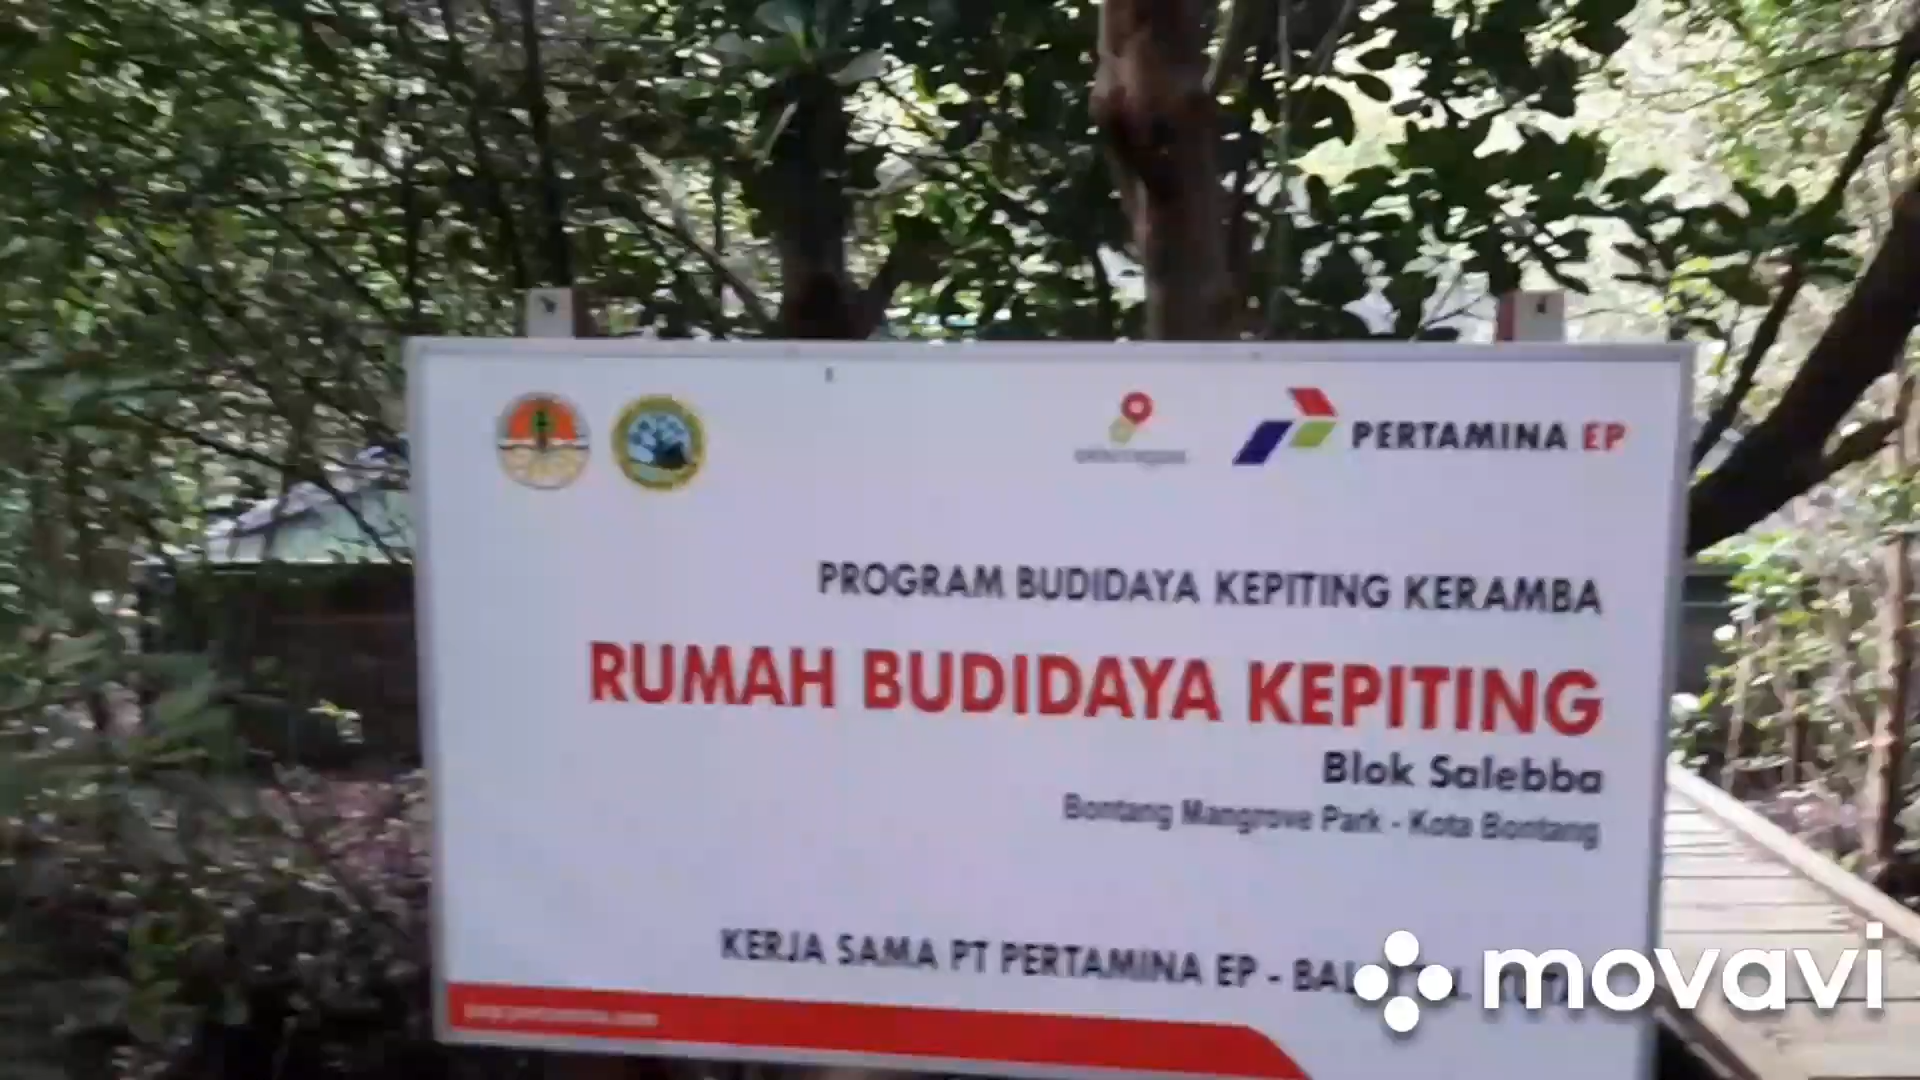 PERTAMINA EP
PROGRAM BUDIDAYA KEPITING KERAMBA
RUMAH BUDIDAYA KEPITING
Blok Salebba
Bontang Mangrove Park - Kota Bontang
KERJA SAMA PT PERTAMINA EP -
movavi